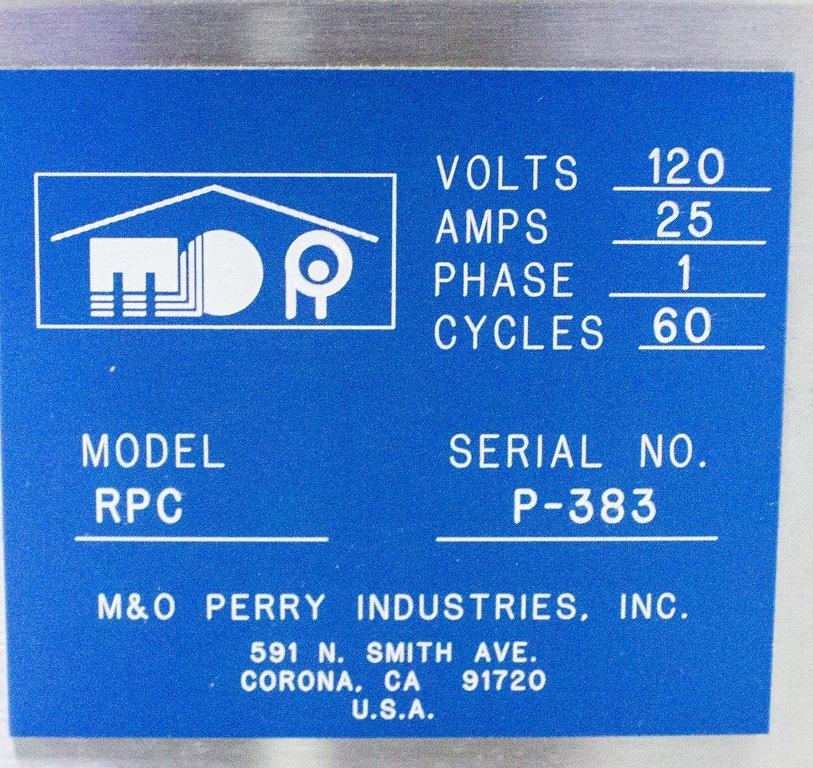 VOLTS 120
AMPS 25
PHASE 1
CYCLES 60
MODEL
RPC
SERIAL NO.
P-383
M&O PERRY INDUSTRIES, INC.
591 N. SMITH AVE.
CORONA, CA 91720
U.S.A.